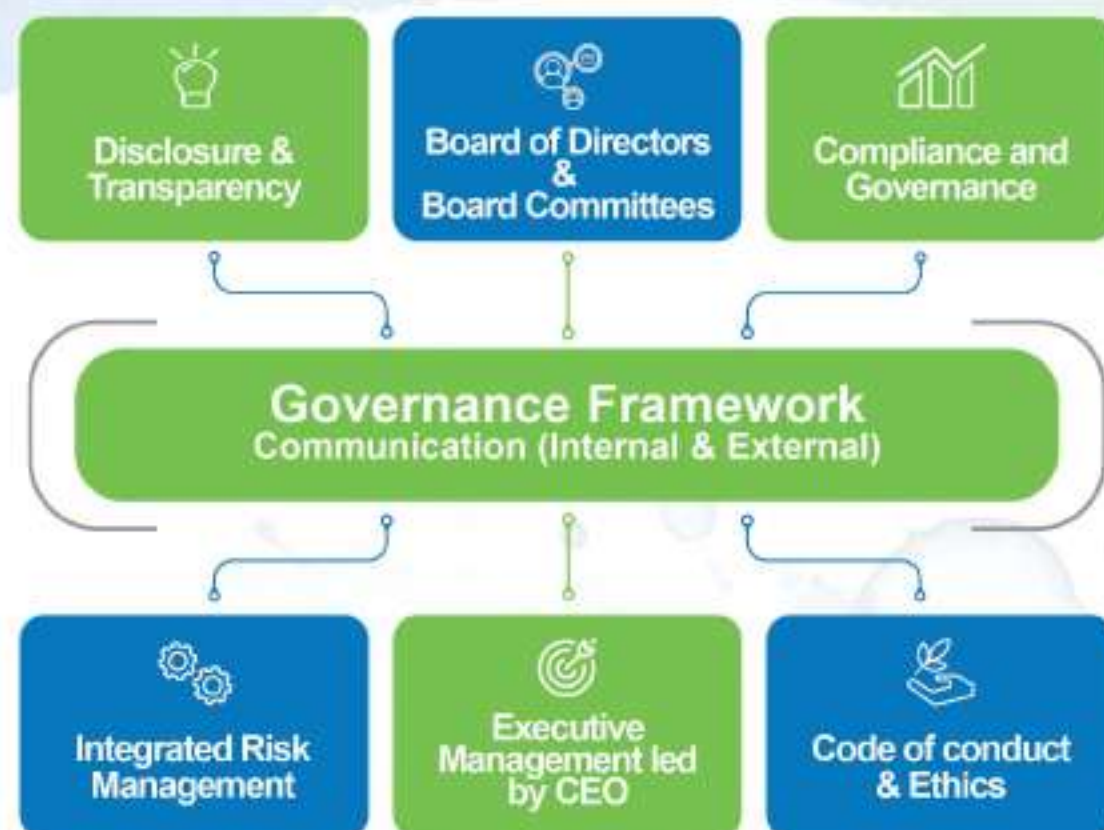 Disclosure &
Transparency
Board of Directors
&
Board Committees
Compliance and
Governance
Governance Framework
Communication (Internal & External)
Integrated Risk
Management
Executive
Management led
by CEO
Code of conduct
& Ethics